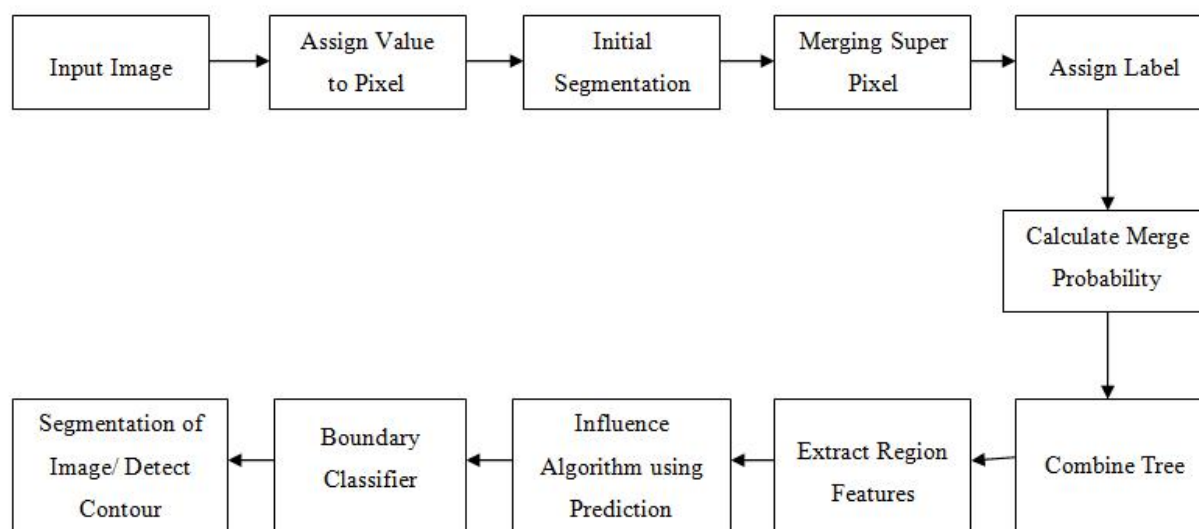 Input Image
Assign Value
to Pixel
Initial
Segmentation
Merging Super
Pixel
Assign Label
Calculate Merge
Probability
Combine Tree
Extract Region
Features
Influence
Algorithm using
Prediction
Boundary
Classifier
Segmentation of
Image/ Detect
Contour